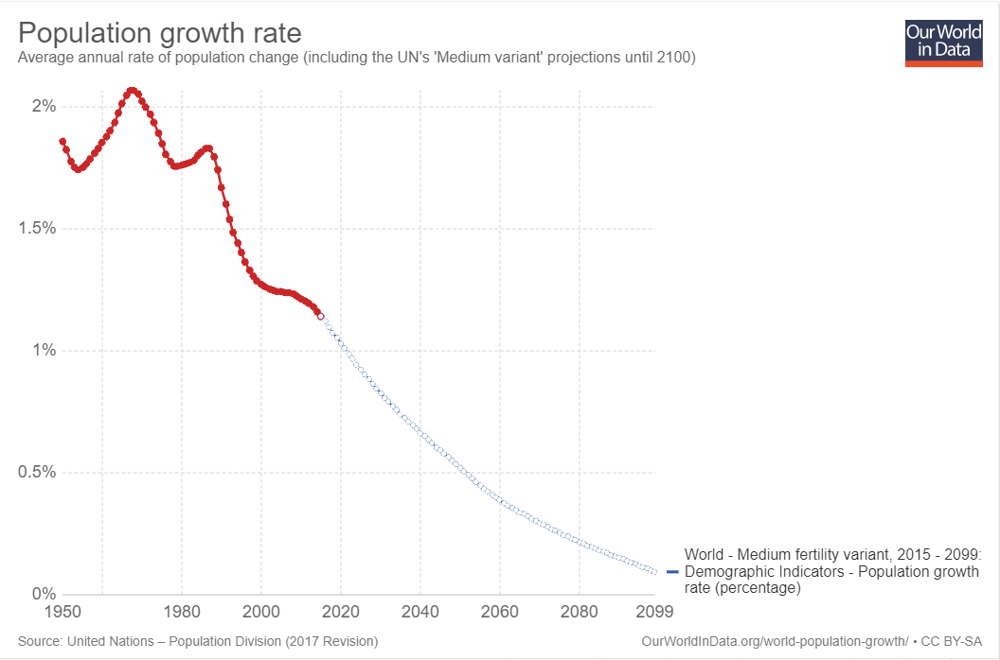 Population growth rate
Average annual rate of population change (including the UN's 'Medium variant' projections until 2100)
Our World
in Data
2%
1.5%
1%
0.5%
0%
1950
1980
2000
2020
2040
2060
2080
2099
World - Medium fertility variant, 2015 - 2099:
Demographic Indicators - Population growth
rate (percentage)
Source: United Nations – Population Division (2017 Revision)
OurWorldInData.org/world-population-growth/ • CC BY-SA